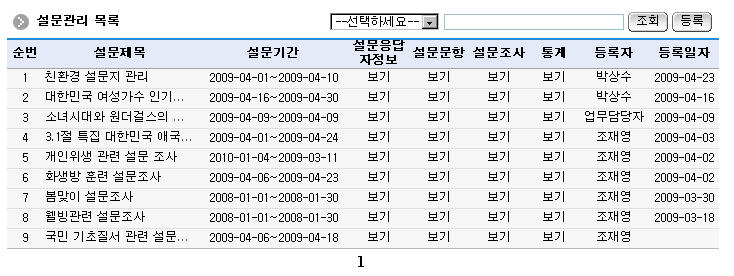 설문관리 목록 --선택하세요-- 조회 등록
순번 설문제목 설문기간 설문응답자정보 설문문항 설문조사 통계 등록자 등록일자
1 친환경 설문지 관리 2009-04-01~2009-04-10 보기 보기 보기 보기 박상수 2009-04-23
2 대한민국 여성가수 인기... 2009-04-16~2009-04-30 보기 보기 보기 보기 박상수 2009-04-16
3 소녀시대와 원더걸스의 ... 2009-04-09~2009-04-09 보기 보기 보기 보기 업무담당자 2009-04-09
4 3.1절 특집 대한민국 애국... 2009-04-01~2009-04-24 보기 보기 보기 보기 조재영 2009-04-03
5 개인위생 관련 설문 조사 2010-01-04~2009-03-11 보기 보기 보기 보기 조재영 2009-04-02
6 화생방 훈련 설문조사 2009-04-06~2009-04-23 보기 보기 보기 보기 조재영 2009-04-02
7 봄맞이 설문조사 2008-01-01~2008-01-30 보기 보기 보기 보기 조재영 2009-03-30
8 웰빙관련 설문조사 2008-01-01~2008-01-30 보기 보기 보기 보기 조재영 2009-03-18
9 국민 기초질서 관련 설문... 2009-04-06~2009-04-18 보기 보기 보기 보기 조재영
1